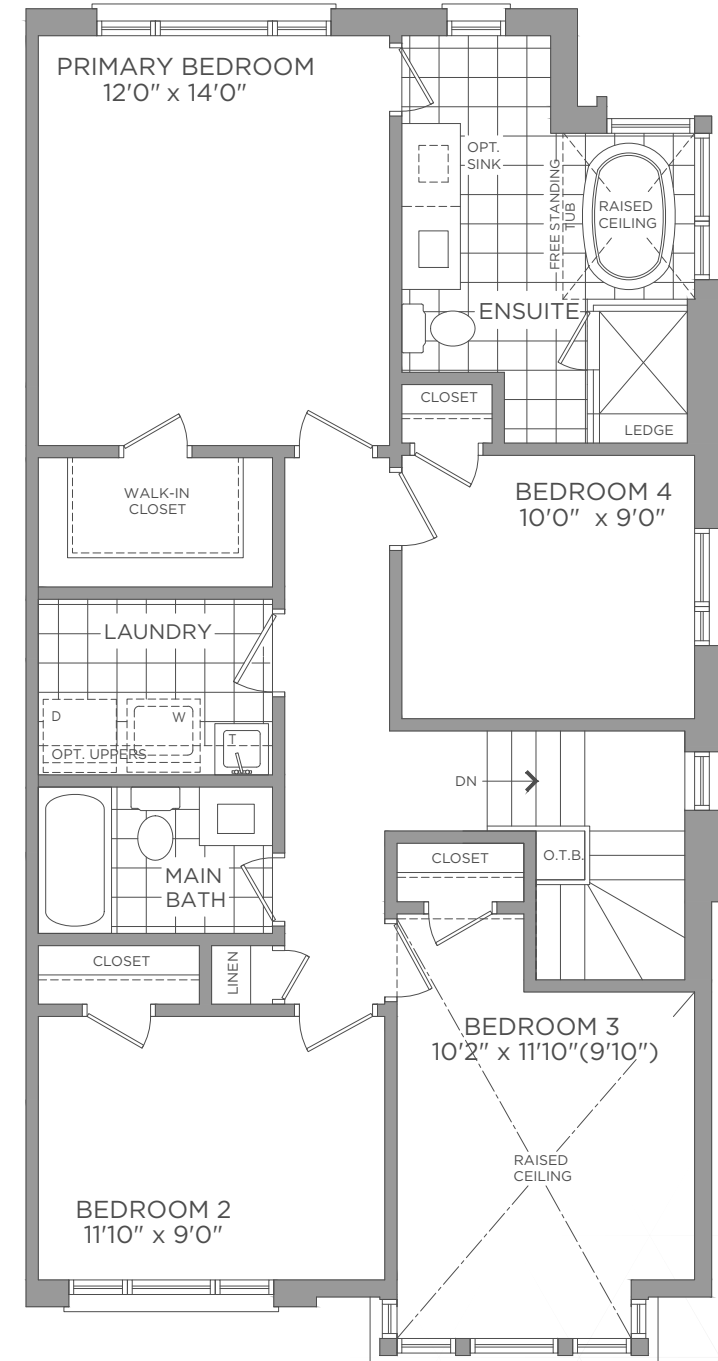 PRIMARY BEDROOM
12'0" x 14'0"
OPT.
SINK
FREE STANDING
TUB
RAISED
CEILING
ENSUITE
CLOSET
LEDGE
WALK-IN
CLOSET
BEDROOM 4
10'0" x 9'0"
LAUNDRY
D
W
T
OPT. UPPERS
DN
MAIN
BATH
CLOSET
O.T.B.
CLOSET
LINEN
BEDROOM 3
10'2" x 11'10"(9'10")
RAISED
CEILING
BEDROOM 2
11'10" x 9'0"